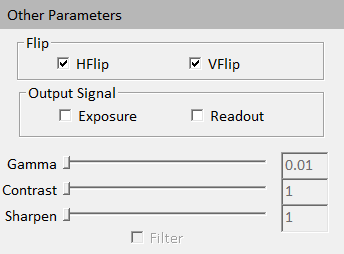 Other Parameters
Flip
HFlip VFlip
Output Signal
Exposure Readout
Gamma 0.01
Contrast 1
Sharpen 1
Filter